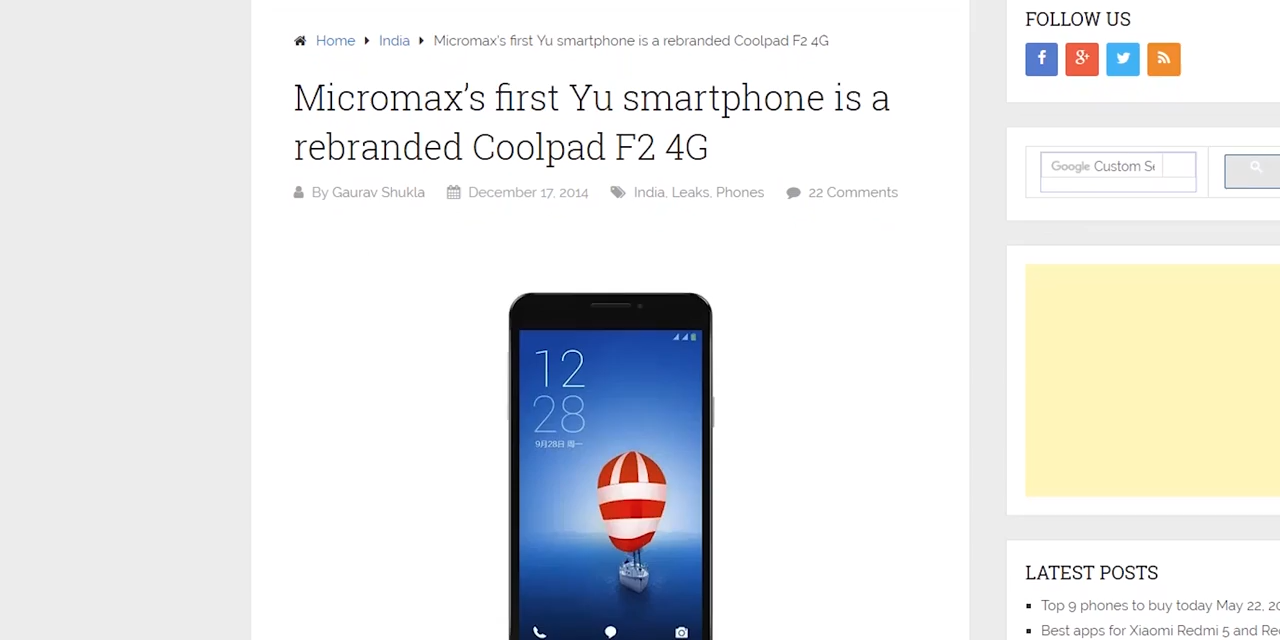 Home India Micromax's first Yu smartphone is a rebranded Coolpad F2 4G
Micromax's first Yu smartphone is a
rebranded Coolpad F2 4G
By Gaurav Shukla December 17, 2014 India, Leaks, Phones 22 Comments
12
28
9月28日 周一
FOLLOW US
Google Custom Se
LATEST POSTS
Top 9 phones to buy today May 22, 20
Best apps for Xiaomi Redmi 5 and Re